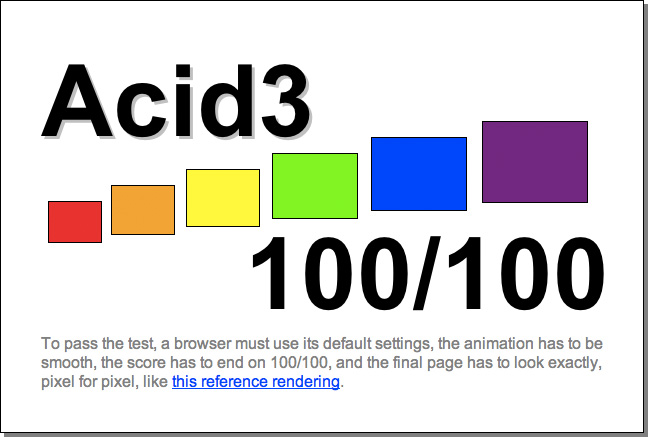 Acid3
100/100
To pass the test, a browser must use its default settings, the animation has to be
smooth, the score has to end on 100/100, and the final page has to look exactly,
pixel for pixel, like this reference rendering.